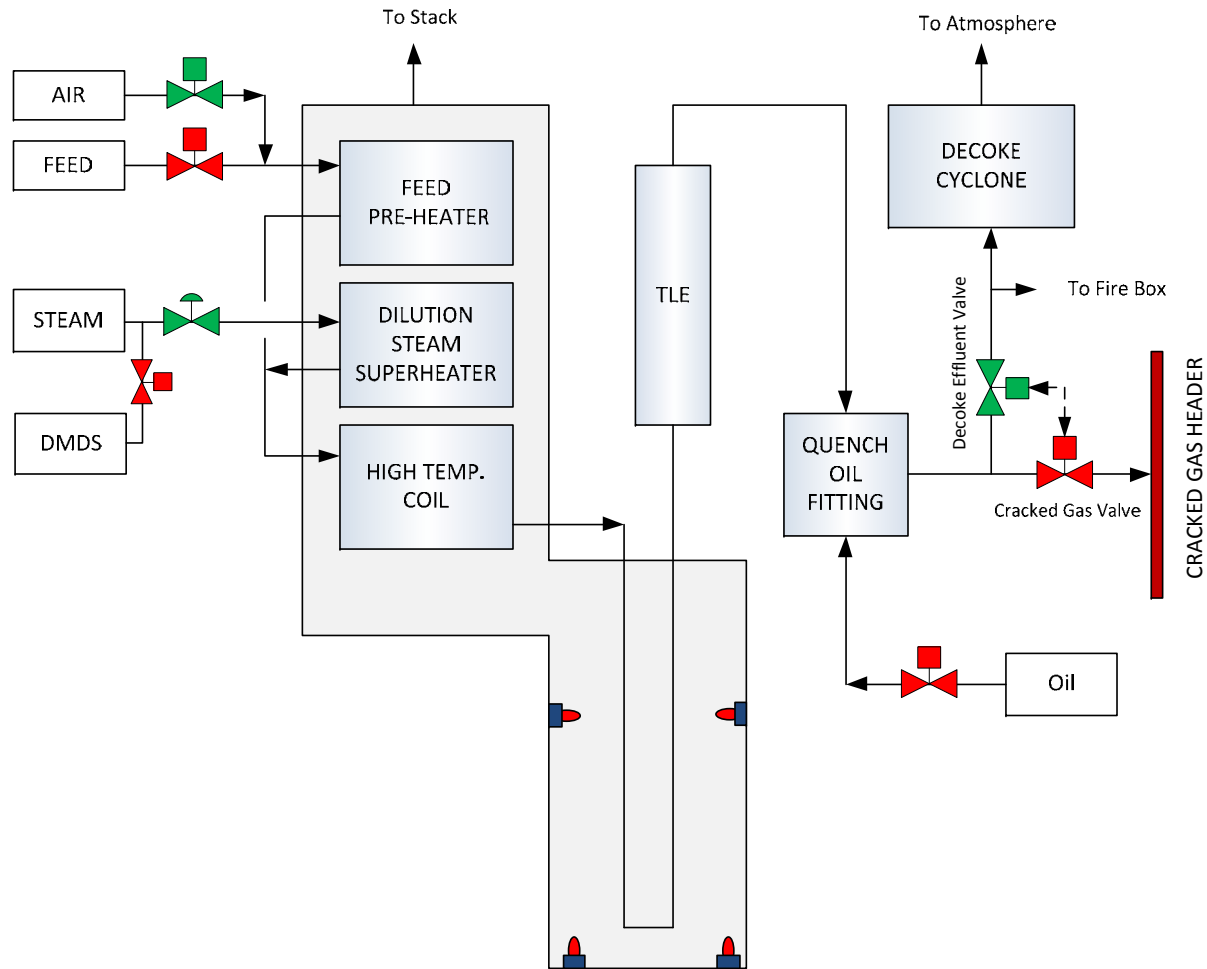 To Stack
To Atmosphere
AIR
FEED
FEED
PRE-HEATER
DECOKE
CYCLONE
STEAM
DILUTION
STEAM
SUPERHEATER
TLE
To Fire Box
Decoke Effluent Valve
DMDS
HIGH TEMP.
COIL
QUENCH
OIL
FITTING
Cracked Gas Valve
CRACKED GAS HEADER
Oil